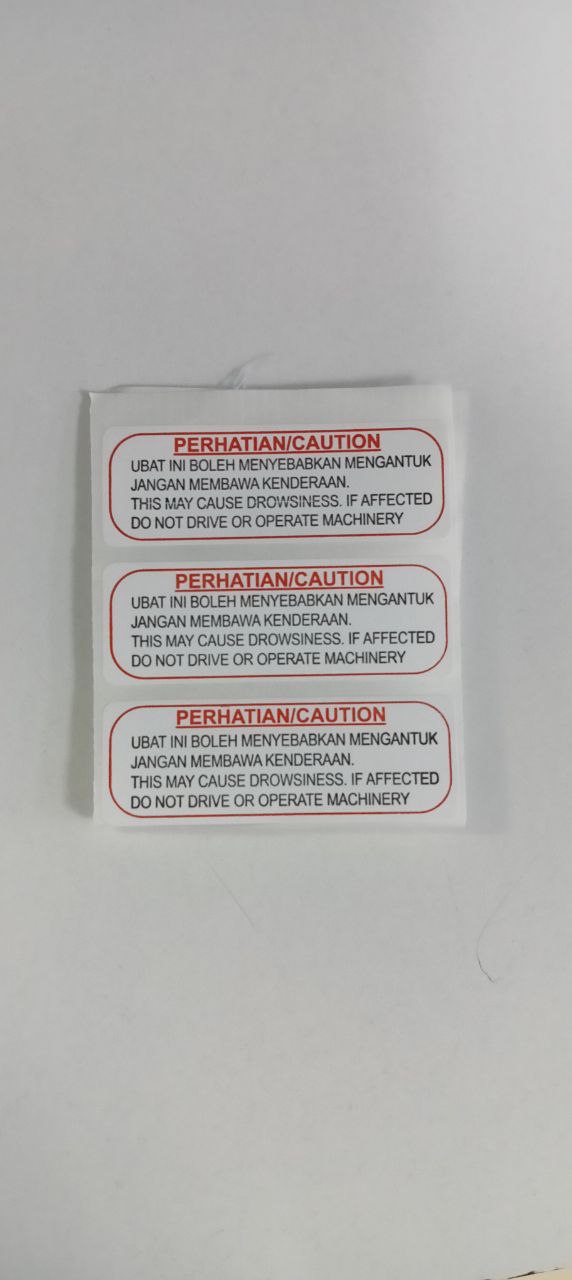 PERHATIAN/CAUTION
UBAT INI BOLEH MENYEBABKAN MENGANTUK
JANGAN MEMBAWA KENDERAAN.
THIS MAY CAUSE DROWSINESS. IF AFFECTED
DO NOT DRIVE OR OPERATE MACHINERY
PERHATIAN/CAUTION
UBAT INI BOLEH MENYEBABKAN MENGANTUK
JANGAN MEMBAWA KENDERAAN.
THIS MAY CAUSE DROWSINESS. IF AFFECTED
DO NOT DRIVE OR OPERATE MACHINERY
PERHATIAN/CAUTION
UBAT INI BOLEH MENYEBABKAN MENGANTUK
JANGAN MEMBAWA KENDERAAN.
THIS MAY CAUSE DROWSINESS. IF AFFECTED
DO NOT DRIVE OR OPERATE MACHINERY